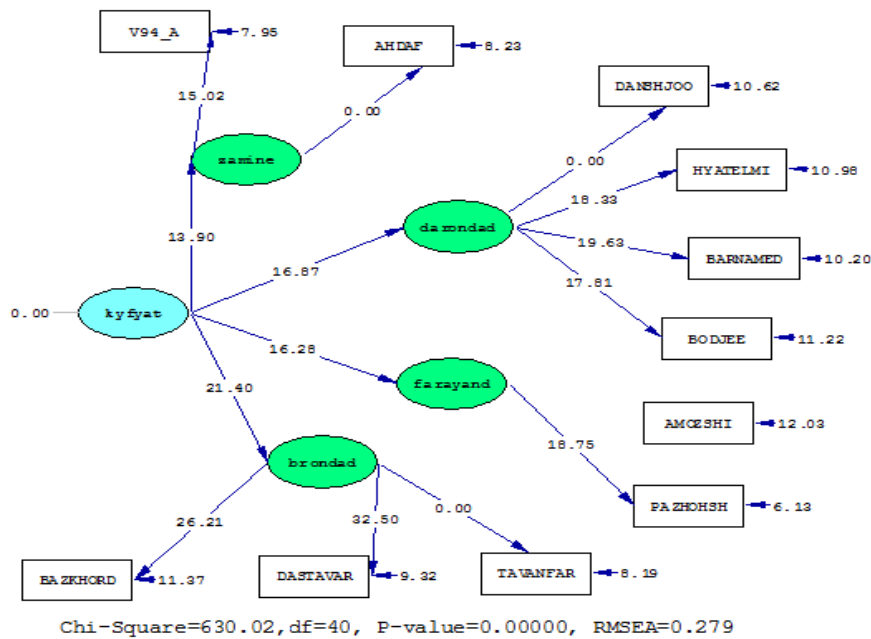 V94_A 7.95
AHDAF 8.23
15.02
DANSHJOO 10.62
0.00
zamine
0.00
HYATELMI 10.98
18.33
darondad
13.90
19.63
BARNAMED 10.20
16.87
17.81
0.00 kyfyat
BODJEE 11.22
16.28
farayand
21.40
AMOZSHI 12.03
18.75
brondad
PAZHOHSH 6.13
26.21
32.50
0.00
BAZKHORD 11.37
DASTAVAR 9.32
TAVANFAR 8.19
Chi-Square=630.02, df=40, P-value=0.00000, RMSEA=0.279